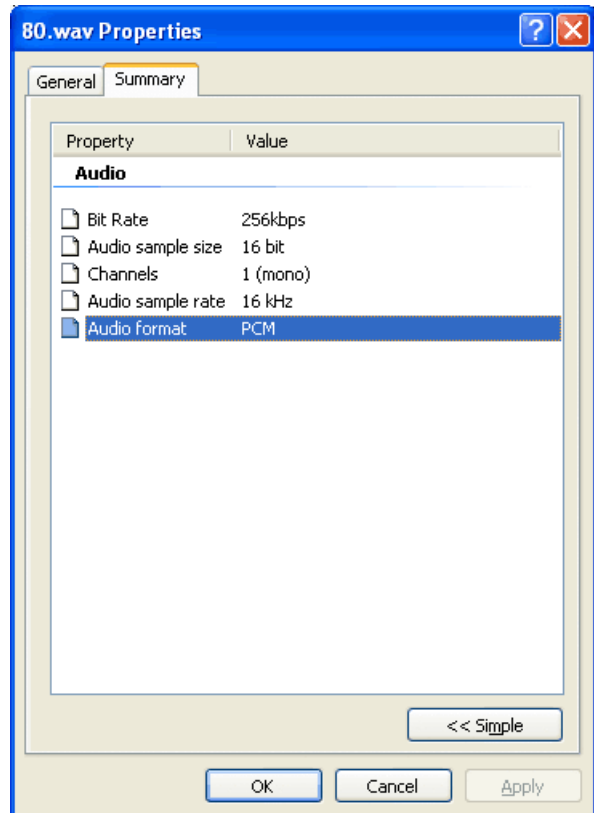 80.wav Properties
General Summary
Property Value
Audio
Bit Rate 256kbps
Audio sample size 16 bit
Channels 1 (mono)
Audio sample rate 16 kHz
Audio format PCM
<< Simple
OK Cancel Apply